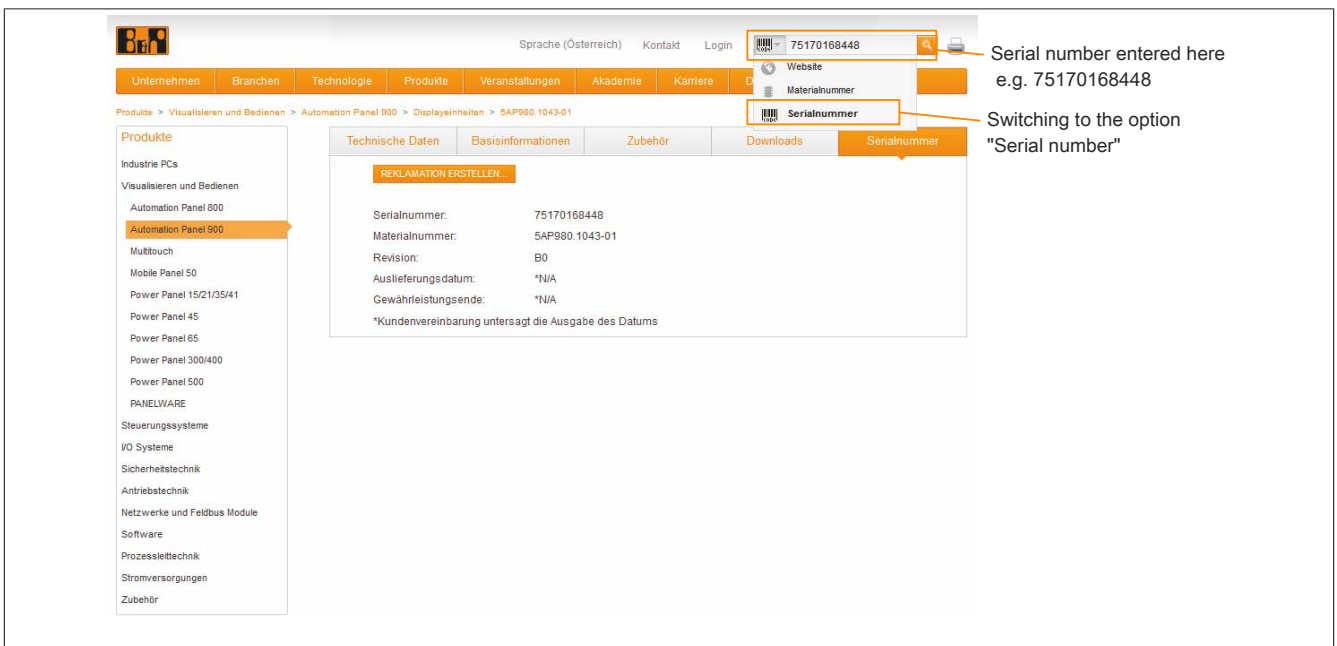 B&R
Sprache (Österreich) Kontakt Login 75170168448
Serial number entered here
e.g. 75170168448
Unternehmen Branchen Technologie Produkte Veranstaltungen Akademie Karriere D
Website
Materialnummer
Serialnummer
Switching to the option
"Serial number"
Produkte > Visualisieren und Bedienen > Automation Panel 900 > Displayeinheiten > 5AP980.1043-01
Produkte
Industrie PCs
Visualisieren und Bedienen
Automation Panel 800
Automation Panel 900
Multitouch
Mobile Panel 50
Power Panel 15/21/35/41
Power Panel 45
Power Panel 65
Power Panel 300/400
Power Panel 500
PANELWARE
Steuerungssysteme
I/O Systeme
Sicherheitstechnik
Antriebstechnik
Netzwerke und Feldbus Module
Software
Prozessleittechnik
Stromversorgungen
Zubehör
Technische Daten Basisinformationen Zubehör Downloads Serialnummer
REKLAMATION ERSTELLEN...
Serialnummer: 75170168448
Materialnummer: 5AP980.1043-01
Revision: B0
Auslieferungsdatum: *N/A
Gewährleistungsende: *N/A
*Kundenvereinbarung untersagt die Ausgabe des Datums